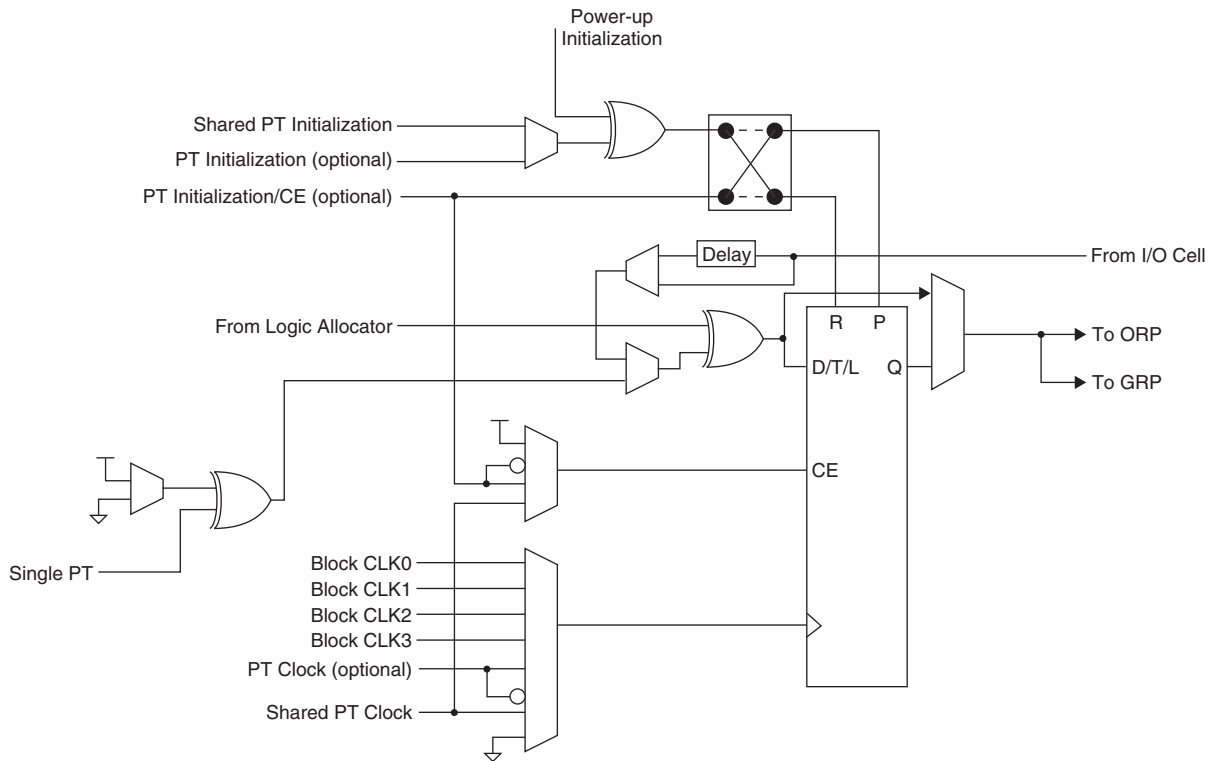 Power-up
Initialization
Shared PT Initialization
PT Initialization (optional)
PT Initialization/CE (optional)
Delay
From I/O Cell
From Logic Allocator
R
P
To ORP
D/T/L
Q
To GRP
CE
Single PT
Block CLK0
Block CLK1
Block CLK2
Block CLK3
PT Clock (optional)
Shared PT Clock